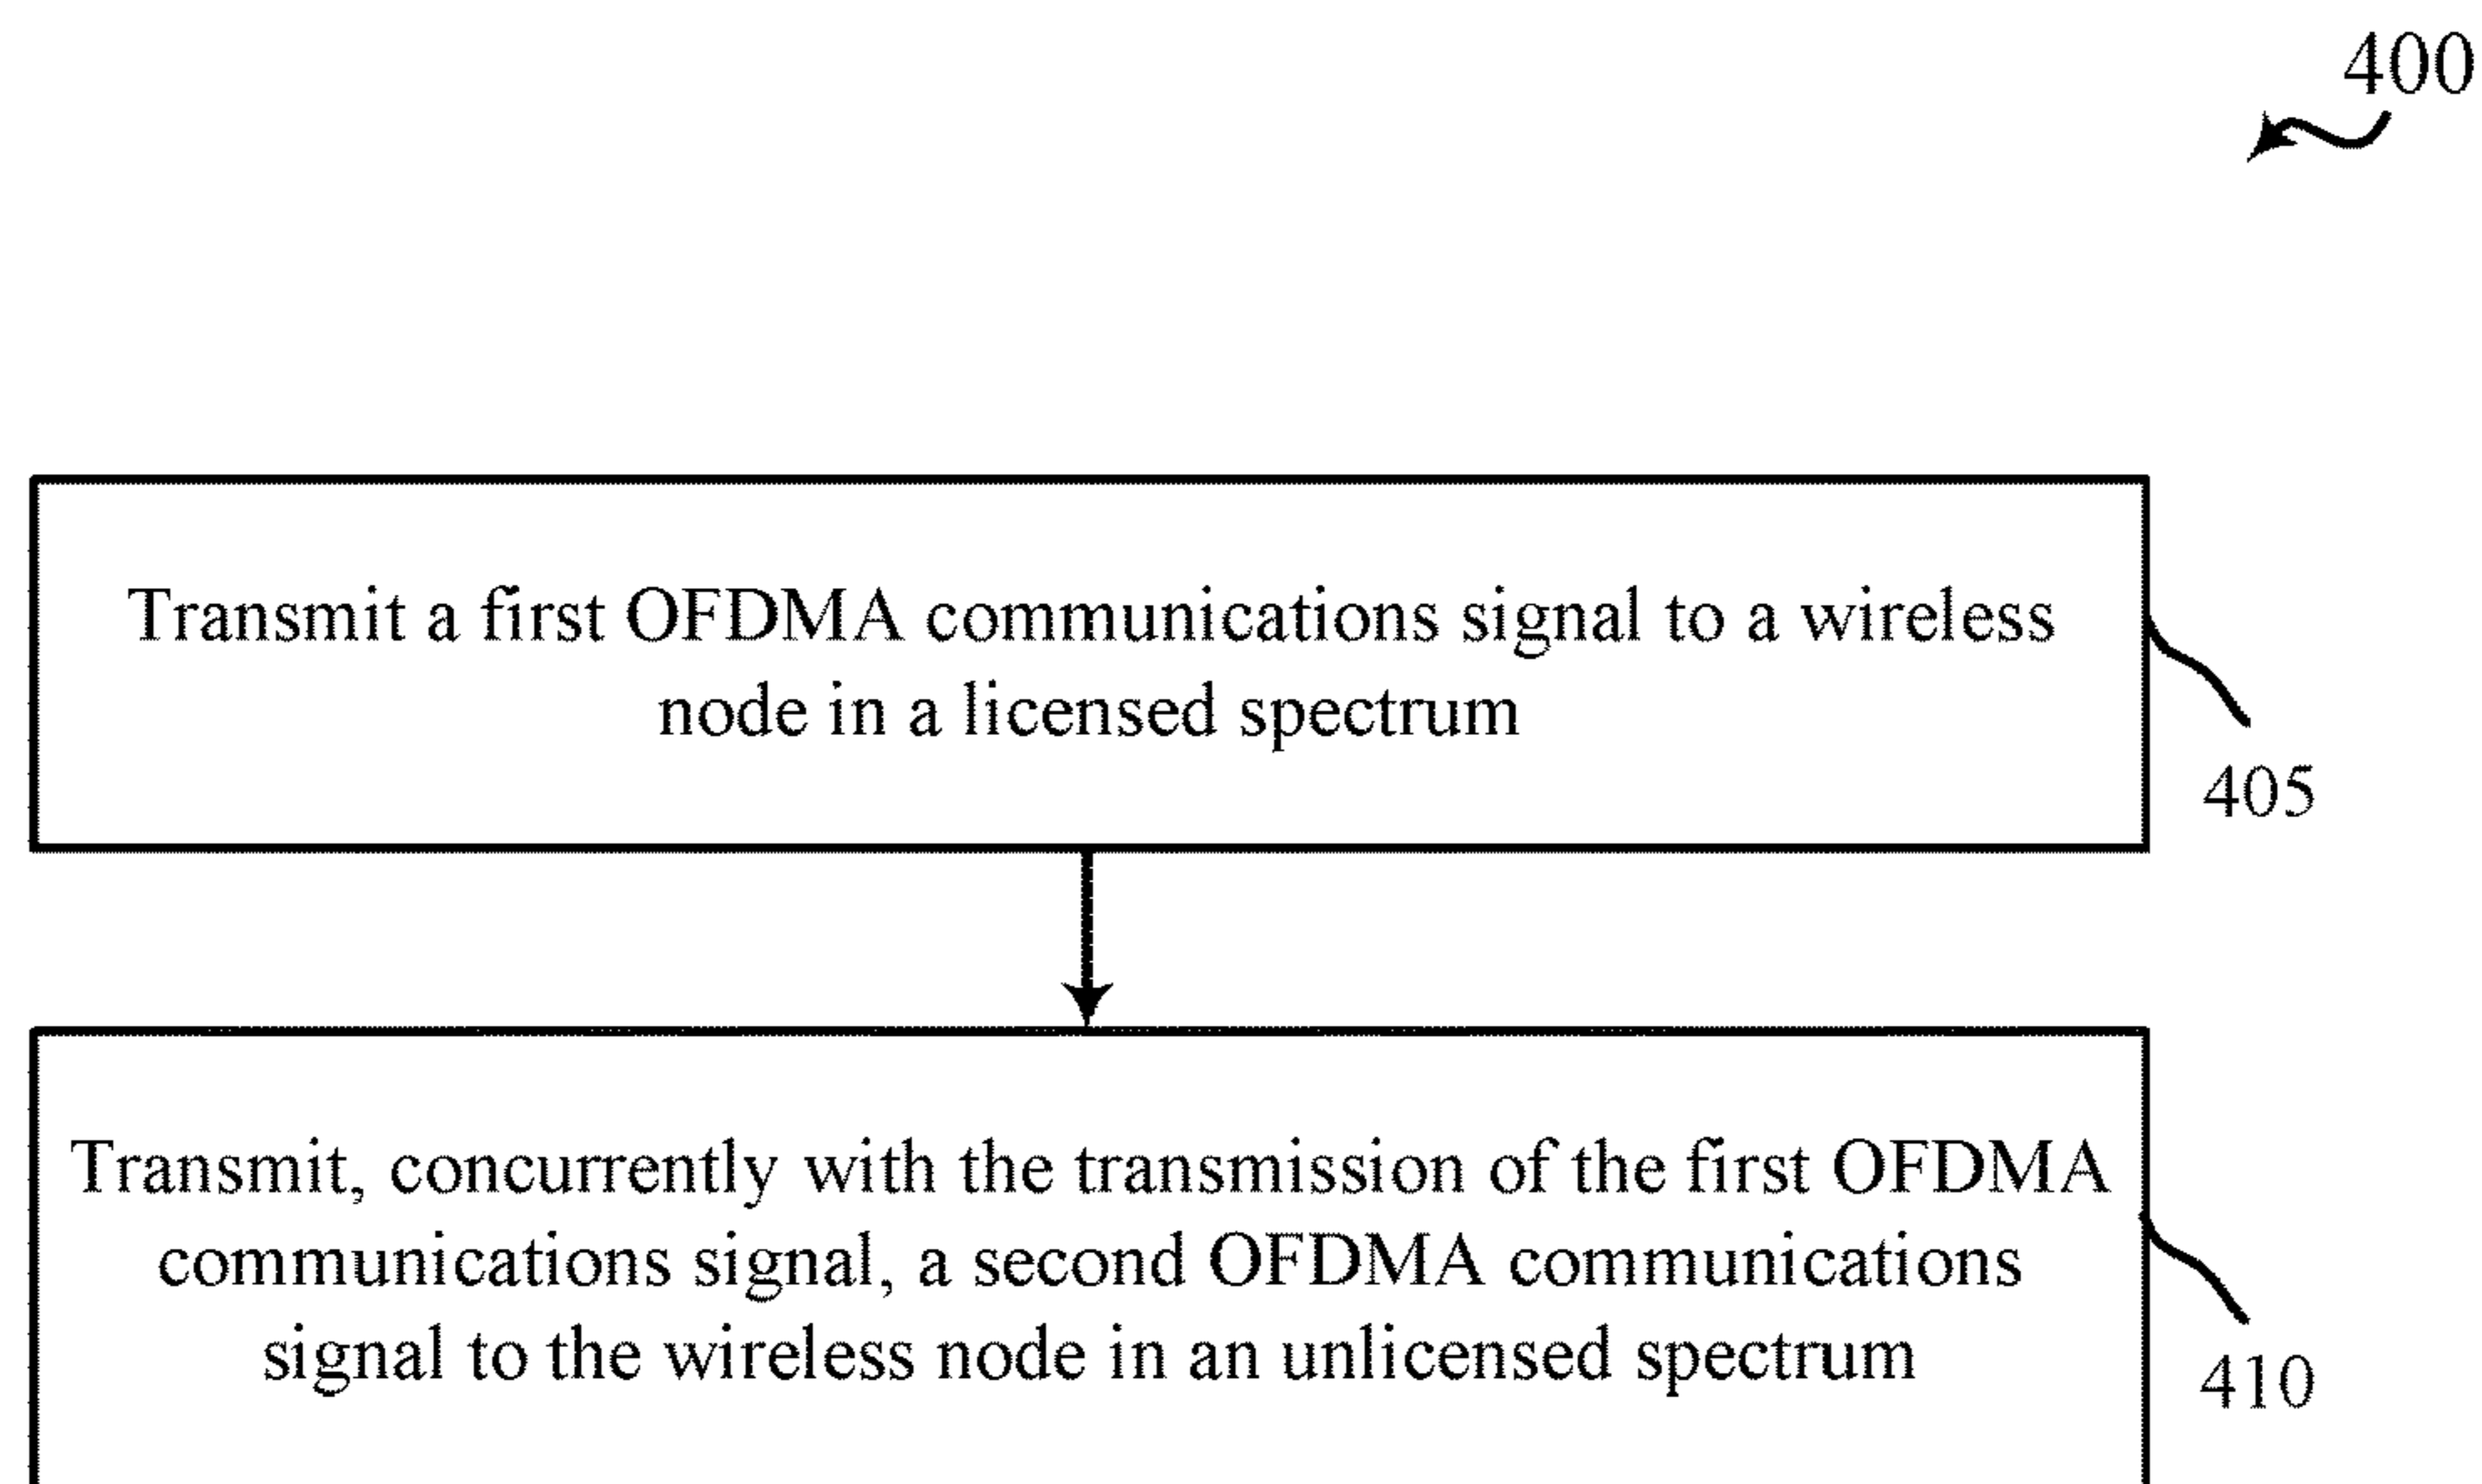 400
Transmit a first OFDMA communications signal to a wireless
node in a licensed spectrum
405
Transmit, concurrently with the transmission of the first OFDMA
communications signal, a second OFDMA communications
signal to the wireless node in an unlicensed spectrum
410